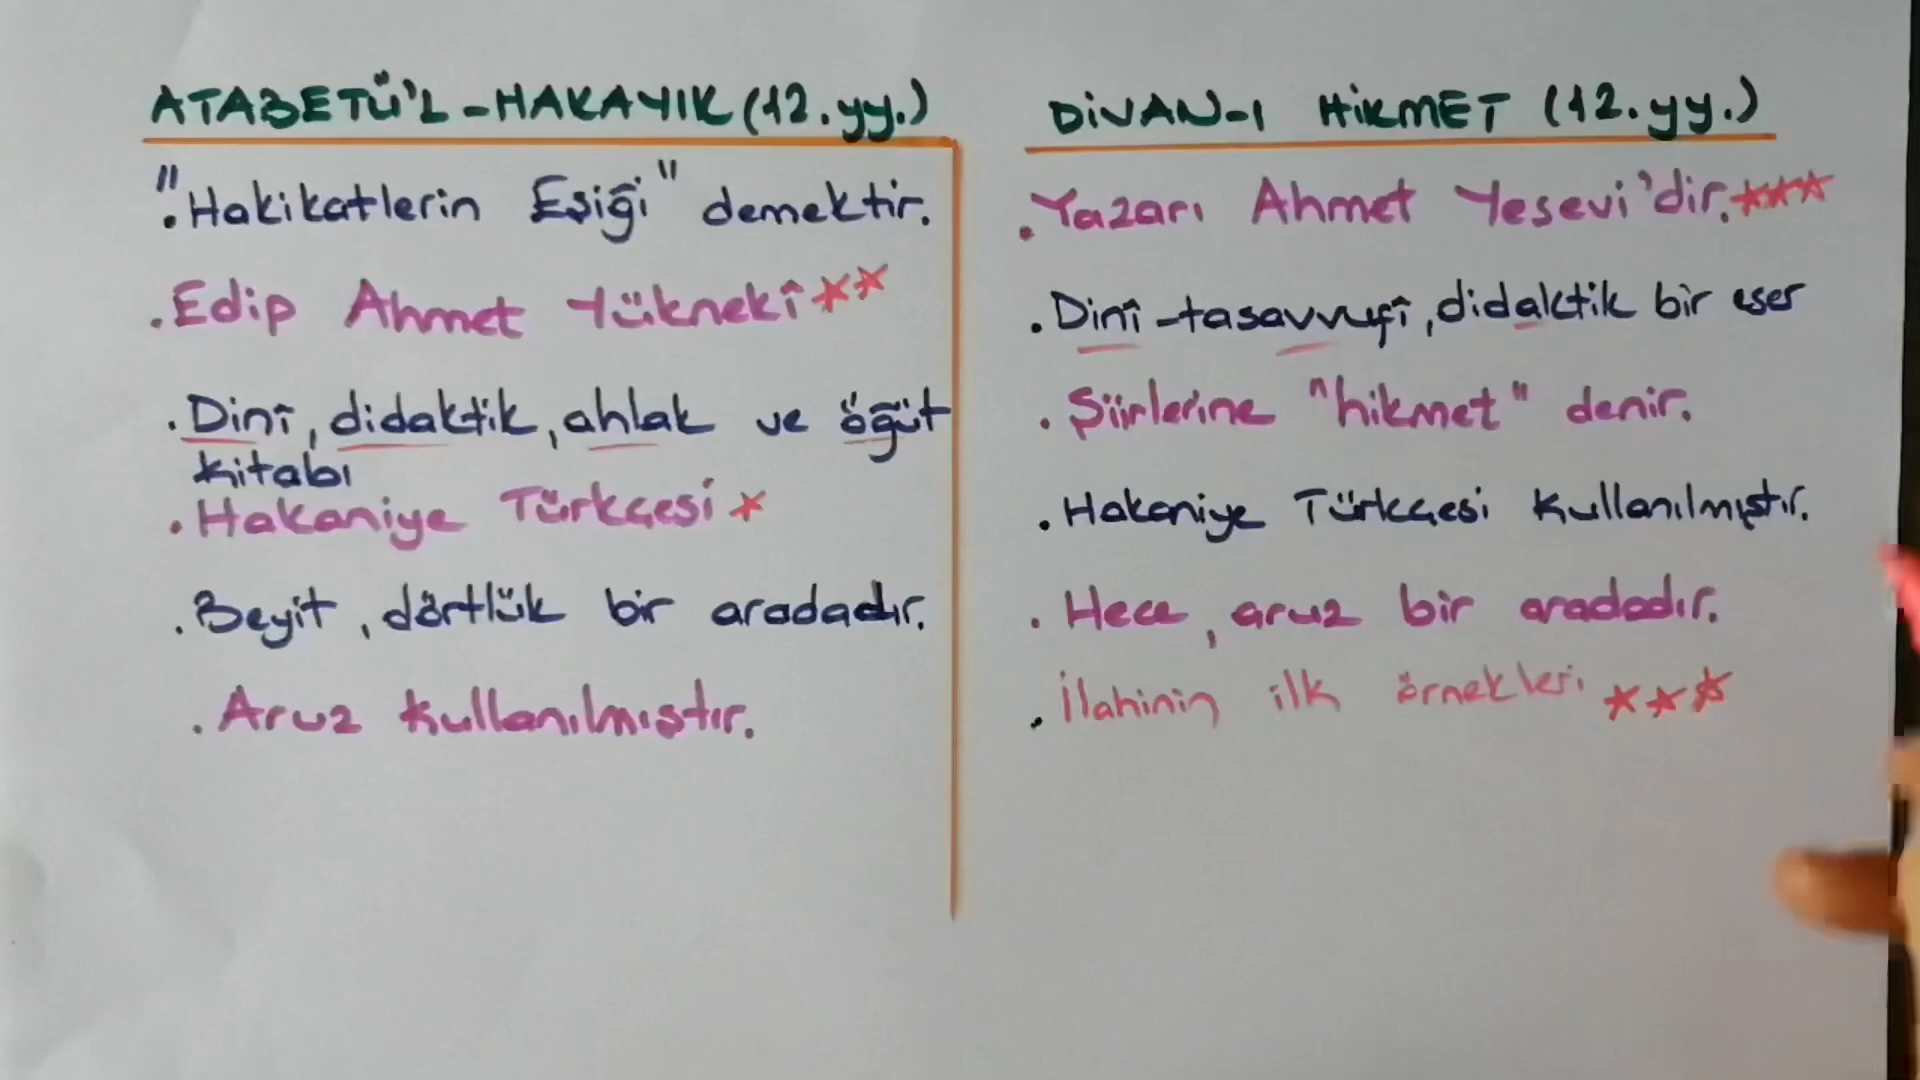 ATABETÜ'L-HAKAYIK (12.yy.)
. "Hakikatlerin Eşiği" demektir.
. Edip Ahmet Yüknekî **
. Dinî, didaktik, ahlak ve öğüt
kitabı
. Hakaniye Türkçesi *
. Beyit, dörtlük bir aradadır.
. Aruz kullanılmıştır.
DİVAN-I HİKMET (12.yy.)
. Yazarı Ahmet Yesevi'dir. ***
. Dinî-tasavvufî, didaktik bir eser
. Şiirlerine "hikmet" denir.
. Hakaniye Türkçesi kullanılmıştır.
. Hece, aruz bir aradadır.
. İlahinin ilk örnekleri ***